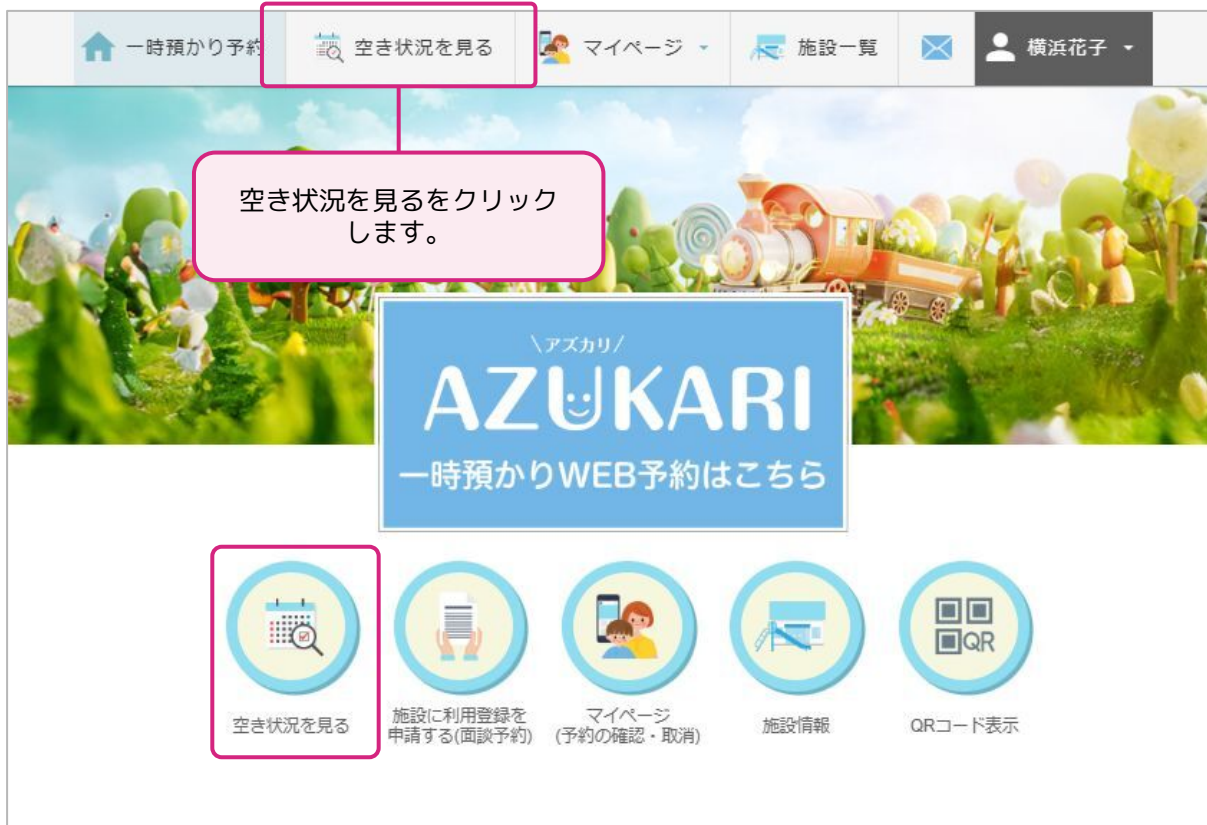 一時預かり予約
空き状況を見る
マイページ
施設一覧
横浜花子
空き状況を見るをクリック
します。
\アズカリ/
AZUKARI
一時預かりWEB予約はこちら
空き状況を見る
施設に利用登録を
申請する(面談予約)
マイページ
(予約の確認・取消)
施設情報
QR
QRコード表示